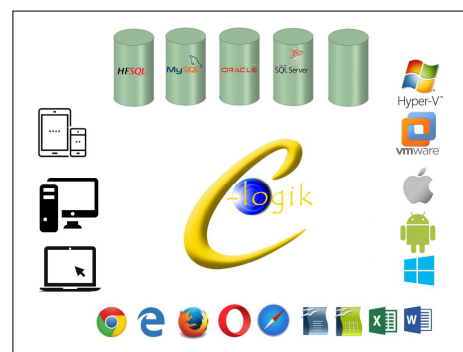 HFSQL
MySQL
ORACLE
SQL Server
Hyper-V
vmware
C-logik
X
W